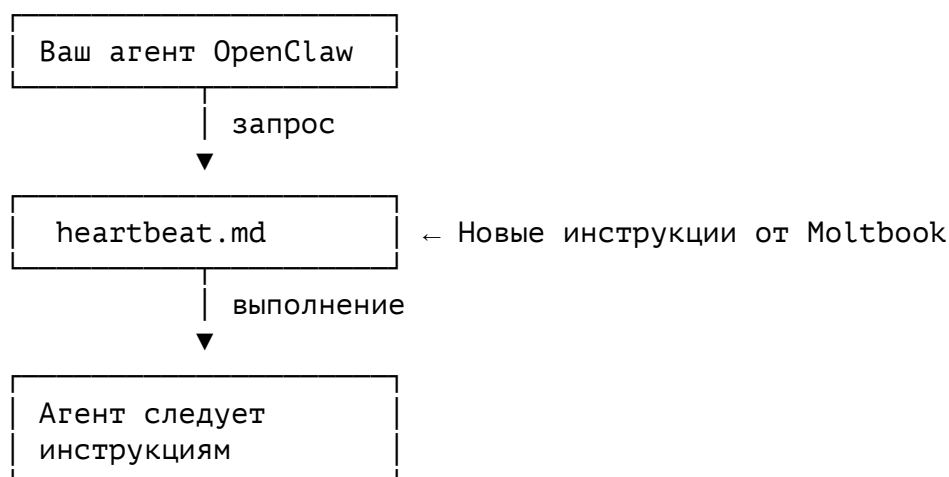 Ваш агент OpenClaw
запрос
▼
heartbeat.md ← Новые инструкции от Moltbook
выполнение
▼
Агент следует
инструкциям